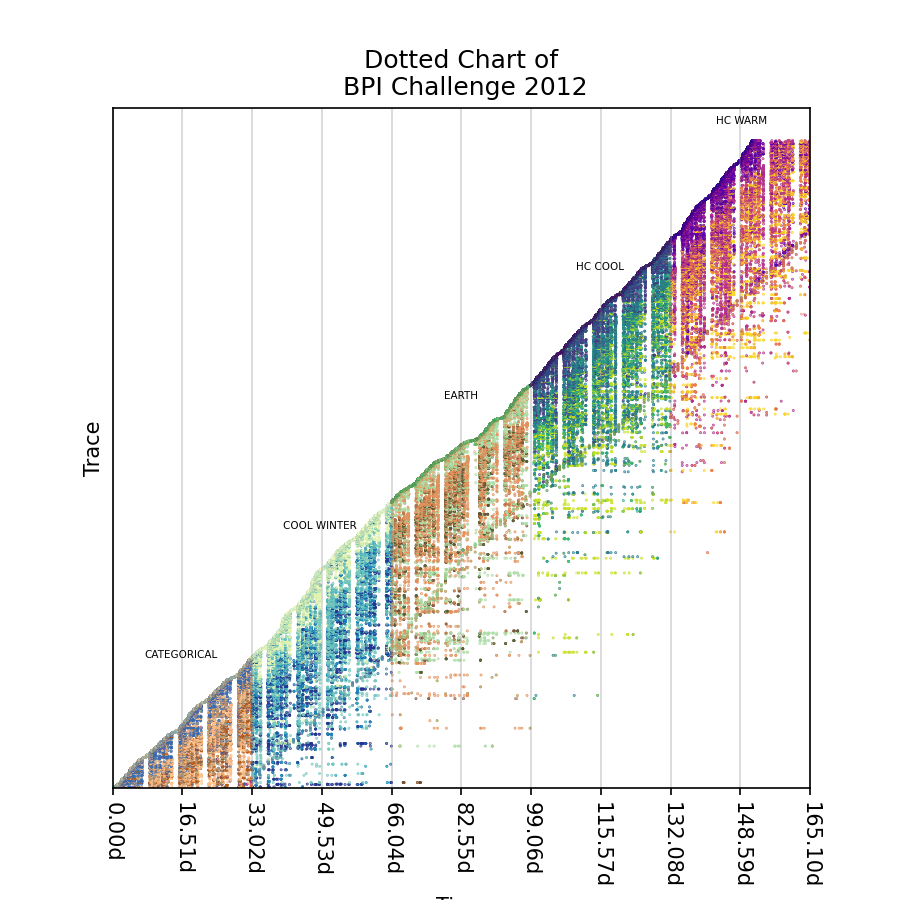 Dotted Chart of
BPI Challenge 2012
HC WARM
HC COOL
EARTH
COOL WINTER
CATEGORICAL
Trace
0.00d
16.51d
33.02d
49.53d
66.04d
82.55d
99.06d
115.57d
132.08d
148.59d
165.10d